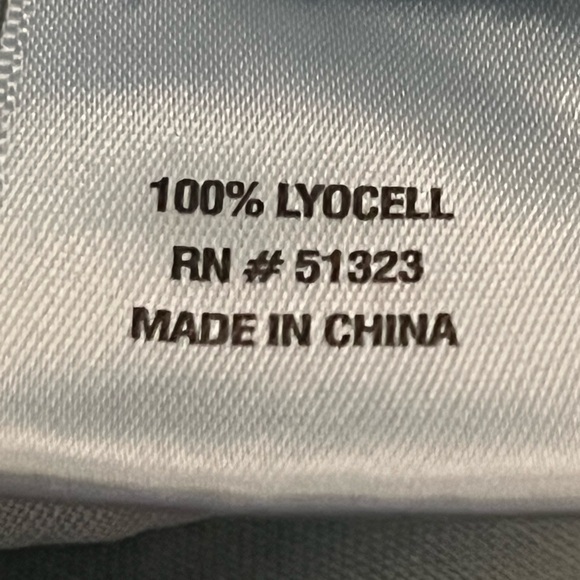 100% LYOCELL
RN # 51323
MADE IN CHINA